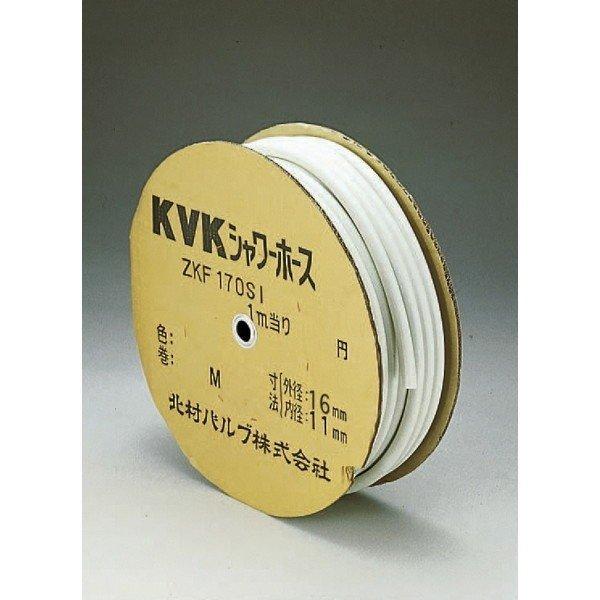 KVKシャワーホース
ZKF170SI
1m当り 円
色:
巻: M
寸法 外径:16mm
内径:11mm
北村バルブ株式会社